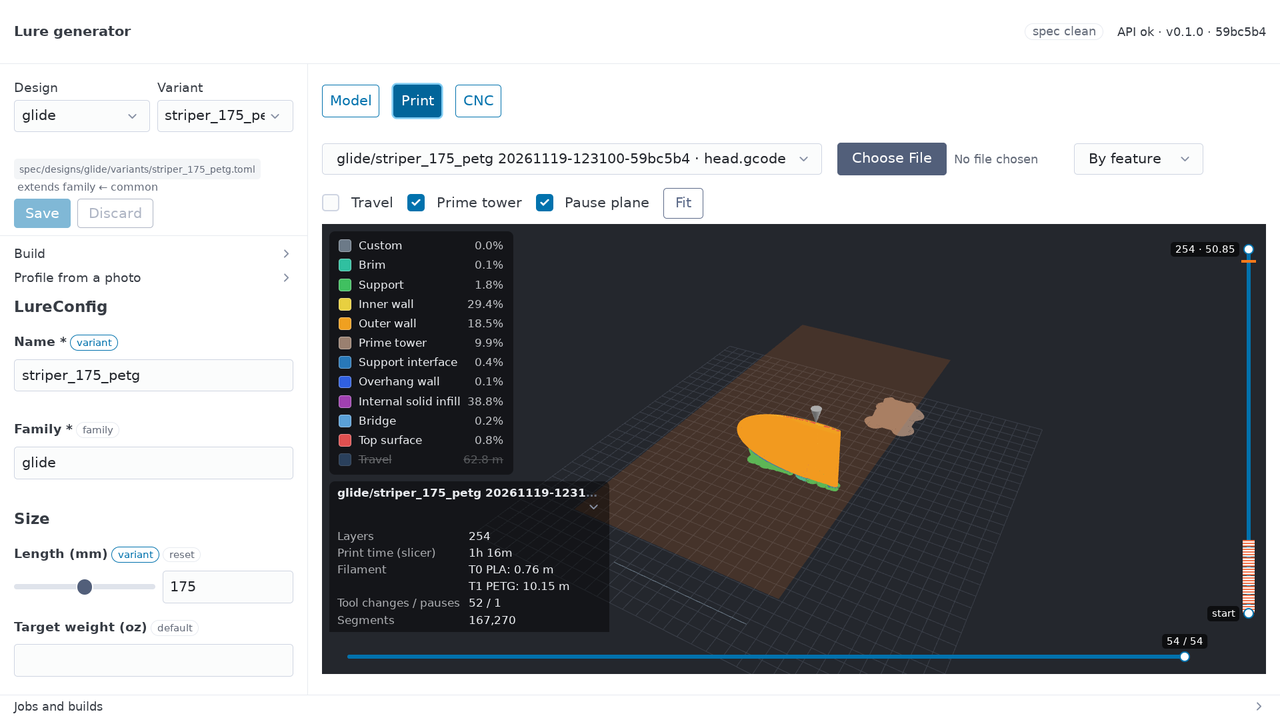 Lure generator
spec clean
API ok · v0.1.0 · 59bc5b4
Design
Variant
glide
striper_175_pe
spec/designs/glide/variants/striper_175_petg.toml
extends family ← common
Save
Discard
Build
Profile from a photo
LureConfig
Name * variant
striper_175_petg
Family * family
glide
Size
Length (mm) variant reset
175
Target weight (oz) default
Model
Print
CNC
glide/striper_175_petg 20261119-123100-59bc5b4 · head.gcode
Choose File
No file chosen
By feature
Travel
Prime tower
Pause plane
Fit
Custom 0.0%
Brim 0.1%
Support 1.8%
Inner wall 29.4%
Outer wall 18.5%
Prime tower 9.9%
Support interface 0.4%
Overhang wall 0.1%
Internal solid infill 38.8%
Bridge 0.2%
Top surface 0.8%
Travel 62.8 m
glide/striper_175_petg 20261119-1231...
Layers 254
Print time (slicer) 1h 16m
Filament T0 PLA: 0.76 m
T1 PETG: 10.15 m
Tool changes / pauses 52 / 1
Segments 167,270
254 · 50.85
start
54 / 54
Jobs and builds